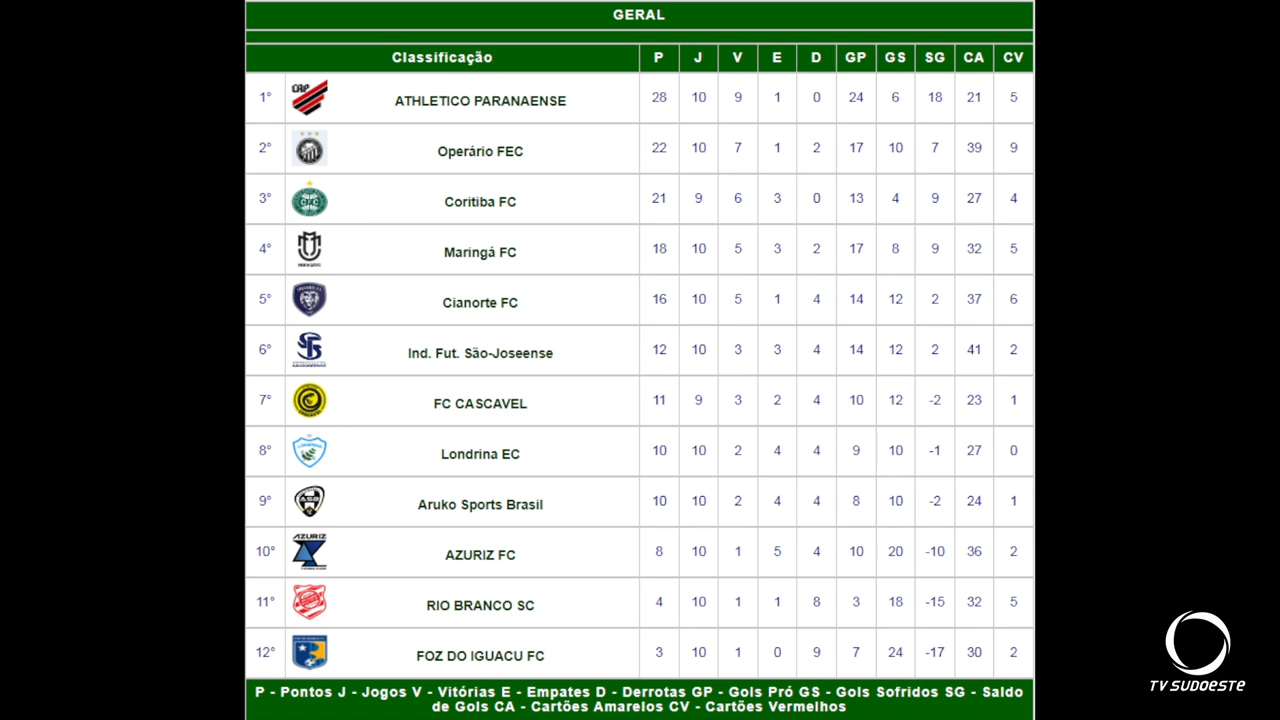 GERAL
Classificação P J V E D GP GS SG CA CV
1° CAP ATHLETICO PARANAENSE 28 10 9 1 0 24 6 18 21 5
2° Operário FEC 22 10 7 1 2 17 10 7 39 9
3° CFC Coritiba FC 21 9 6 3 0 13 4 9 27 4
4° Maringá FC 18 10 5 3 2 17 8 9 32 5
5° Cianorte FC 16 10 5 1 4 14 12 2 37 6
6° Ind. Fut. São-Joseense 12 10 3 3 4 14 12 2 41 2
7° FC CASCAVEL 11 9 3 2 4 10 12 -2 23 1
8° Londrina EC 10 10 2 4 4 9 10 -1 27 0
9° ASB Aruko Sports Brasil 10 10 2 4 4 8 10 -2 24 1
10° AZURIZ AZURIZ FC 8 10 1 5 4 10 20 -10 36 2
11° RIO BRANCO SC 4 10 1 1 8 3 18 -15 32 5
12° FOZ DO IGUACU FC 3 10 1 0 9 7 24 -17 30 2
P - Pontos J - Jogos V - Vitórias E - Empates D - Derrotas GP - Gols Pró GS - Gols Sofridos SG - Saldo
de Gols CA - Cartões Amarelos CV - Cartões Vermelhos
TV SUDOESTE